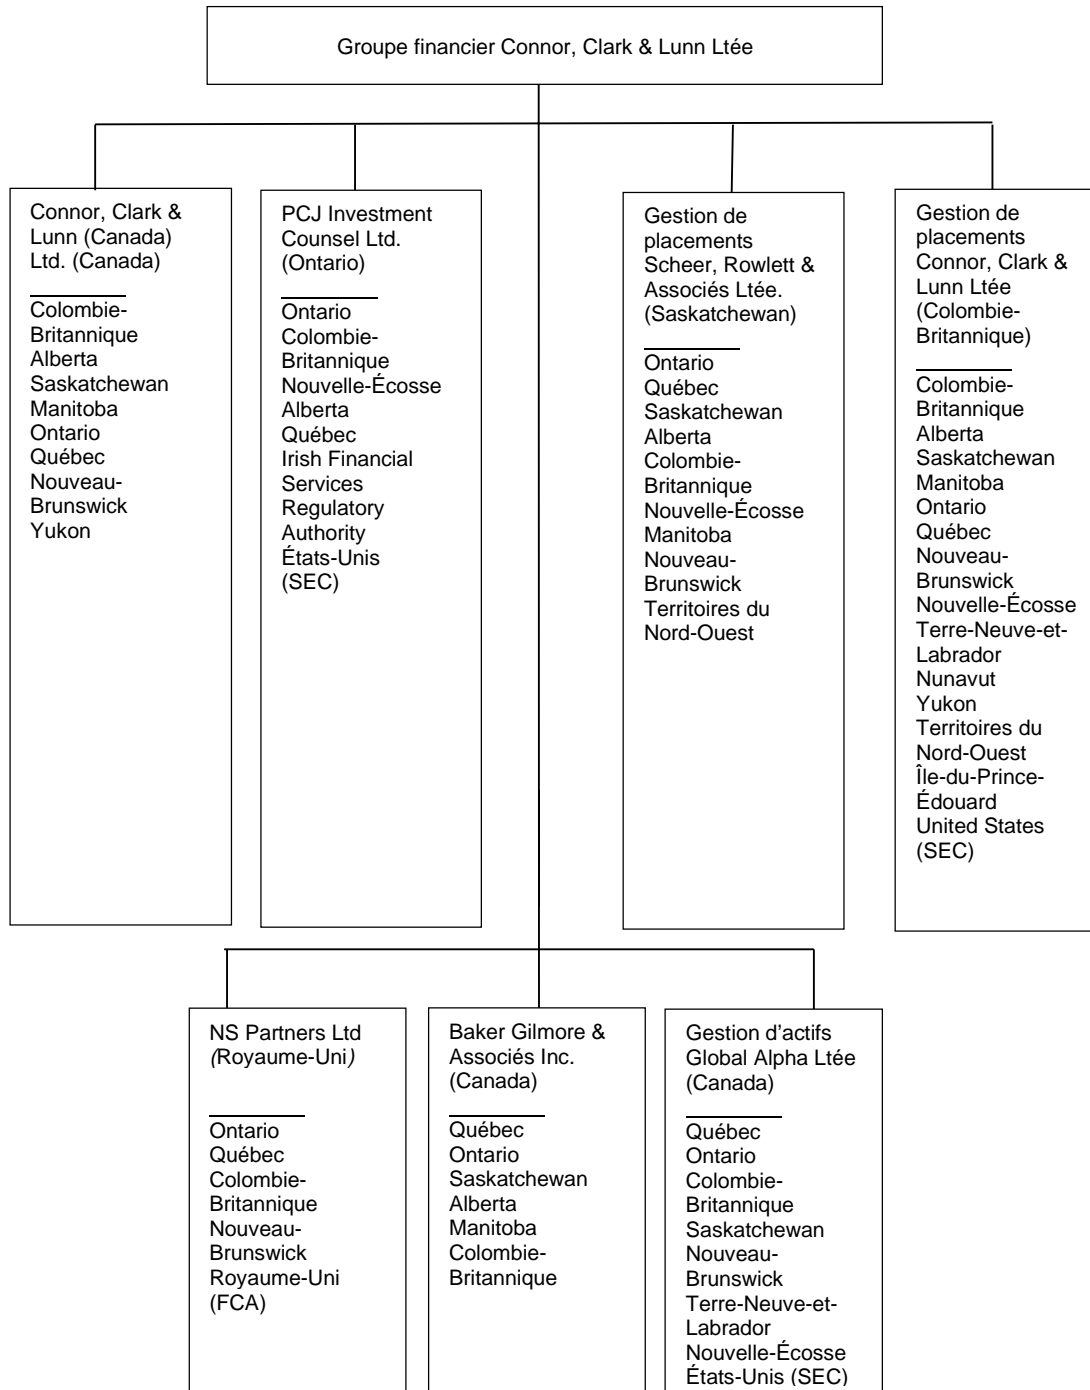 Groupe financier Connor, Clark & Lunn Ltée
Connor, Clark &
Lunn (Canada)
Ltd. (Canada)
Colombie-
Britannique
Alberta
Saskatchewan
Manitoba
Ontario
Québec
Nouveau-
Brunswick
Yukon
PCJ Investment
Counsel Ltd.
(Ontario)
Ontario
Colombie-
Britannique
Nouvelle-Écosse
Alberta
Québec
Irish Financial
Services
Regulatory
Authority
États-Unis
(SEC)
Gestion de
placements
Scheer, Rowlett &
Associés Ltée.
(Saskatchewan)
Ontario
Québec
Saskatchewan
Alberta
Colombie-
Britannique
Nouvelle-Écosse
Manitoba
Nouveau-
Brunswick
Territoires du
Nord-Ouest
Gestion de
placements
Connor, Clark &
Lunn Ltée
(Colombie-
Britannique)
Colombie-
Britannique
Alberta
Saskatchewan
Manitoba
Ontario
Québec
Nouveau-
Brunswick
Nouvelle-Écosse
Terre-Neuve-et-
Labrador
Nunavut
Yukon
Territoires du
Nord-Ouest
Île-du-Prince-
Édouard
United States
(SEC)
NS Partners Ltd
(Royaume-Uni)
Ontario
Québec
Colombie-
Britannique
Nouveau-
Brunswick
Royaume-Uni
(FCA)
Baker Gilmore &
Associés Inc.
(Canada)
Québec
Ontario
Saskatchewan
Alberta
Manitoba
Colombie-
Britannique
Gestion d'actifs
Global Alpha Ltée
(Canada)
Québec
Ontario
Colombie-
Britannique
Saskatchewan
Nouveau-
Brunswick
Terre-Neuve-et-
Labrador
Nouvelle-Écosse
États-Unis (SEC)